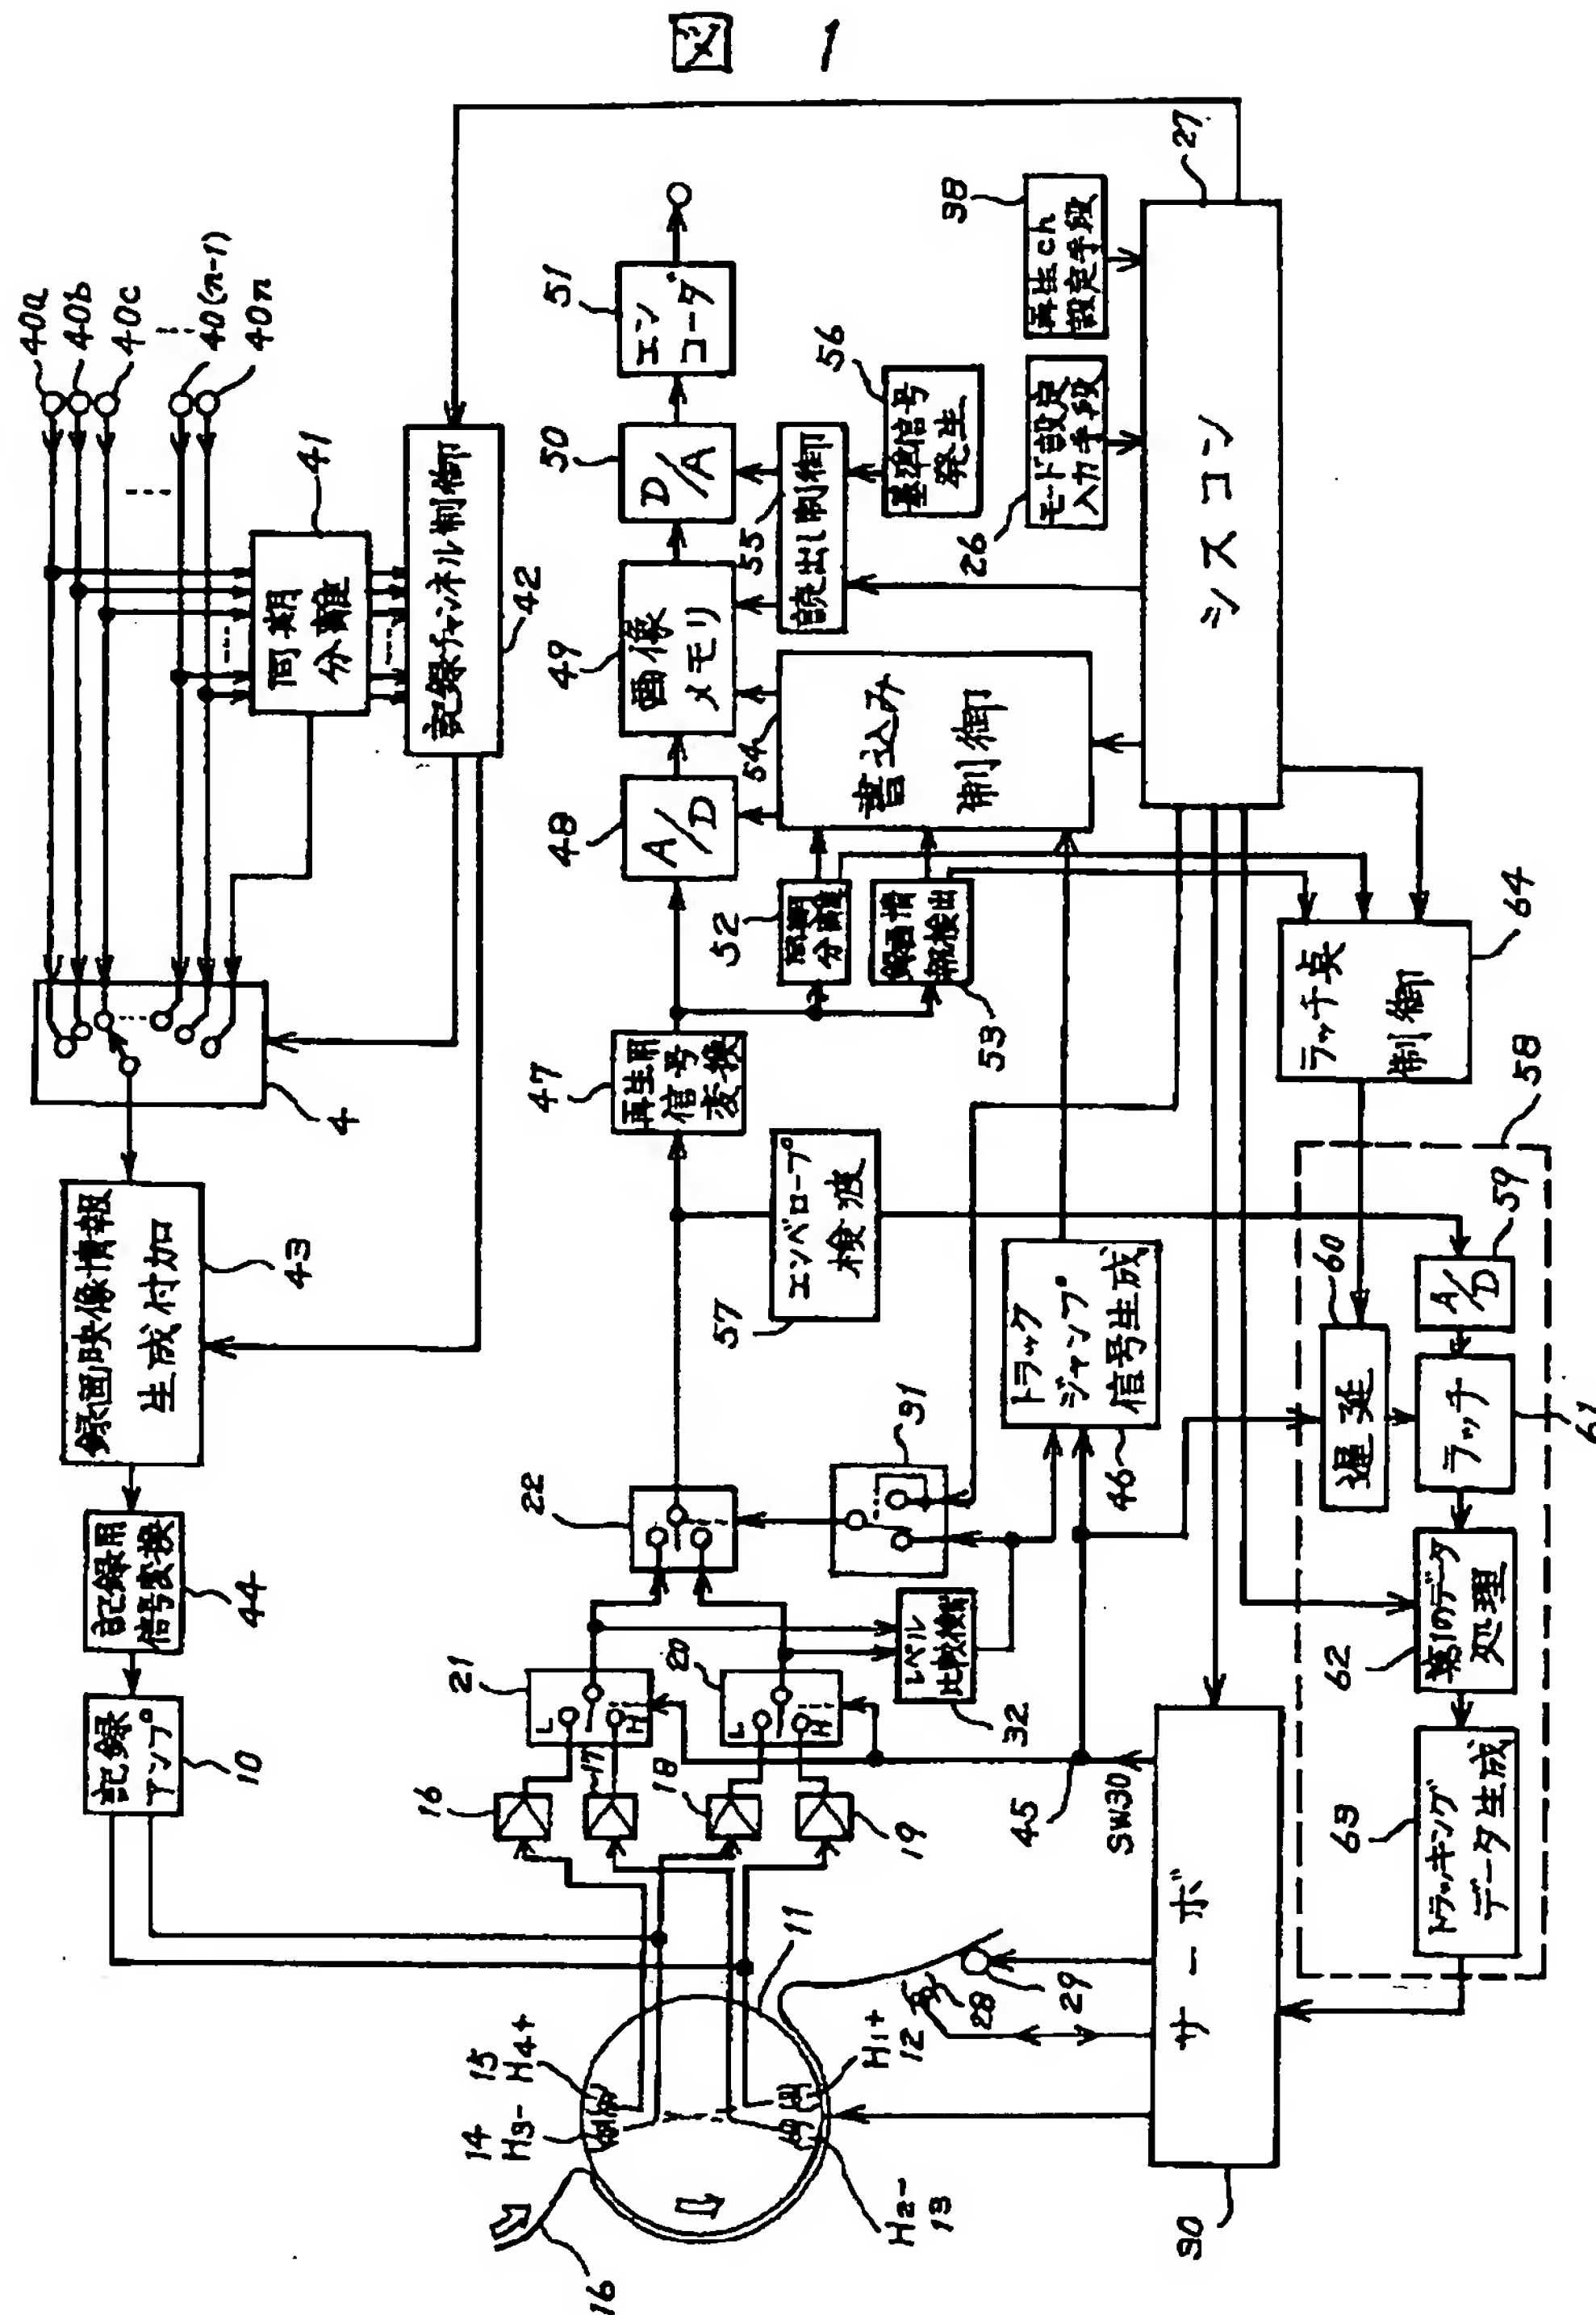 図 1
40a
40b
40c
40(n-1)
40n
4
同期
分離
41
記録チャンネル制御
42
録画映像情報
生成付加
43
記録用
信号変換
44
記録
アンプ
10
エン
コーダ
51
D/A
50
画像
メモリ
49
A/D
48
再生用
信号
変換
47
同期
分離
52
53
書込み
制御
54
読出し制御
55
基準信号
発生
56
モード設定
入力手段
26
再生ch
設定手段
38
シスコン
27
エンベロープ
検波
57
トラック
ジャンプ
信号生成
46
22
31
21
L
H
20
L
H
レベル
比較検出
32
16
17
18
19
45
SW30
15
H4+
14
H3-
11
H1+
12
H2-
13
16
28
29
サーボ
30
ラッチ点
制御
64
58
A/D
59
遅延
60
ラッチ
61
第1のデータ
処理
62
トラッキング
データ生成
63